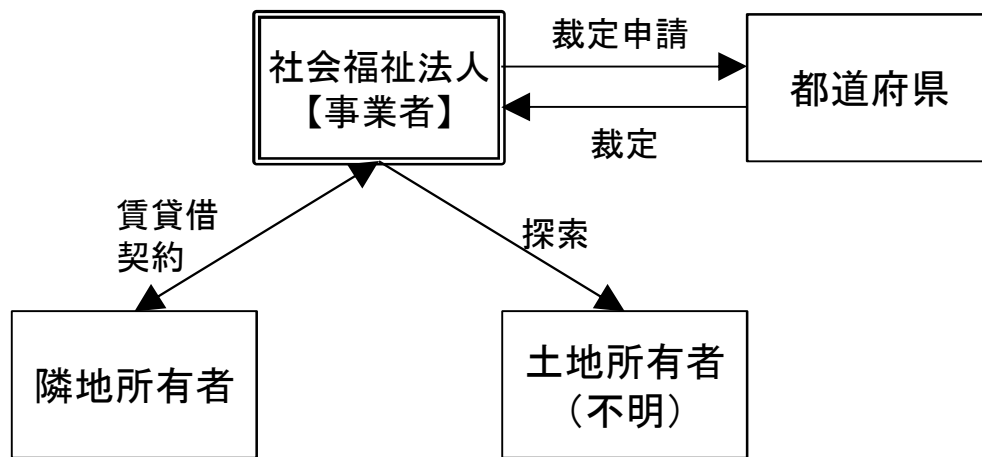 社会福祉法人
【事業者】
裁定申請
裁定
都道府県
賃貸借
契約
探索
隣地所有者
土地所有者
（不明）